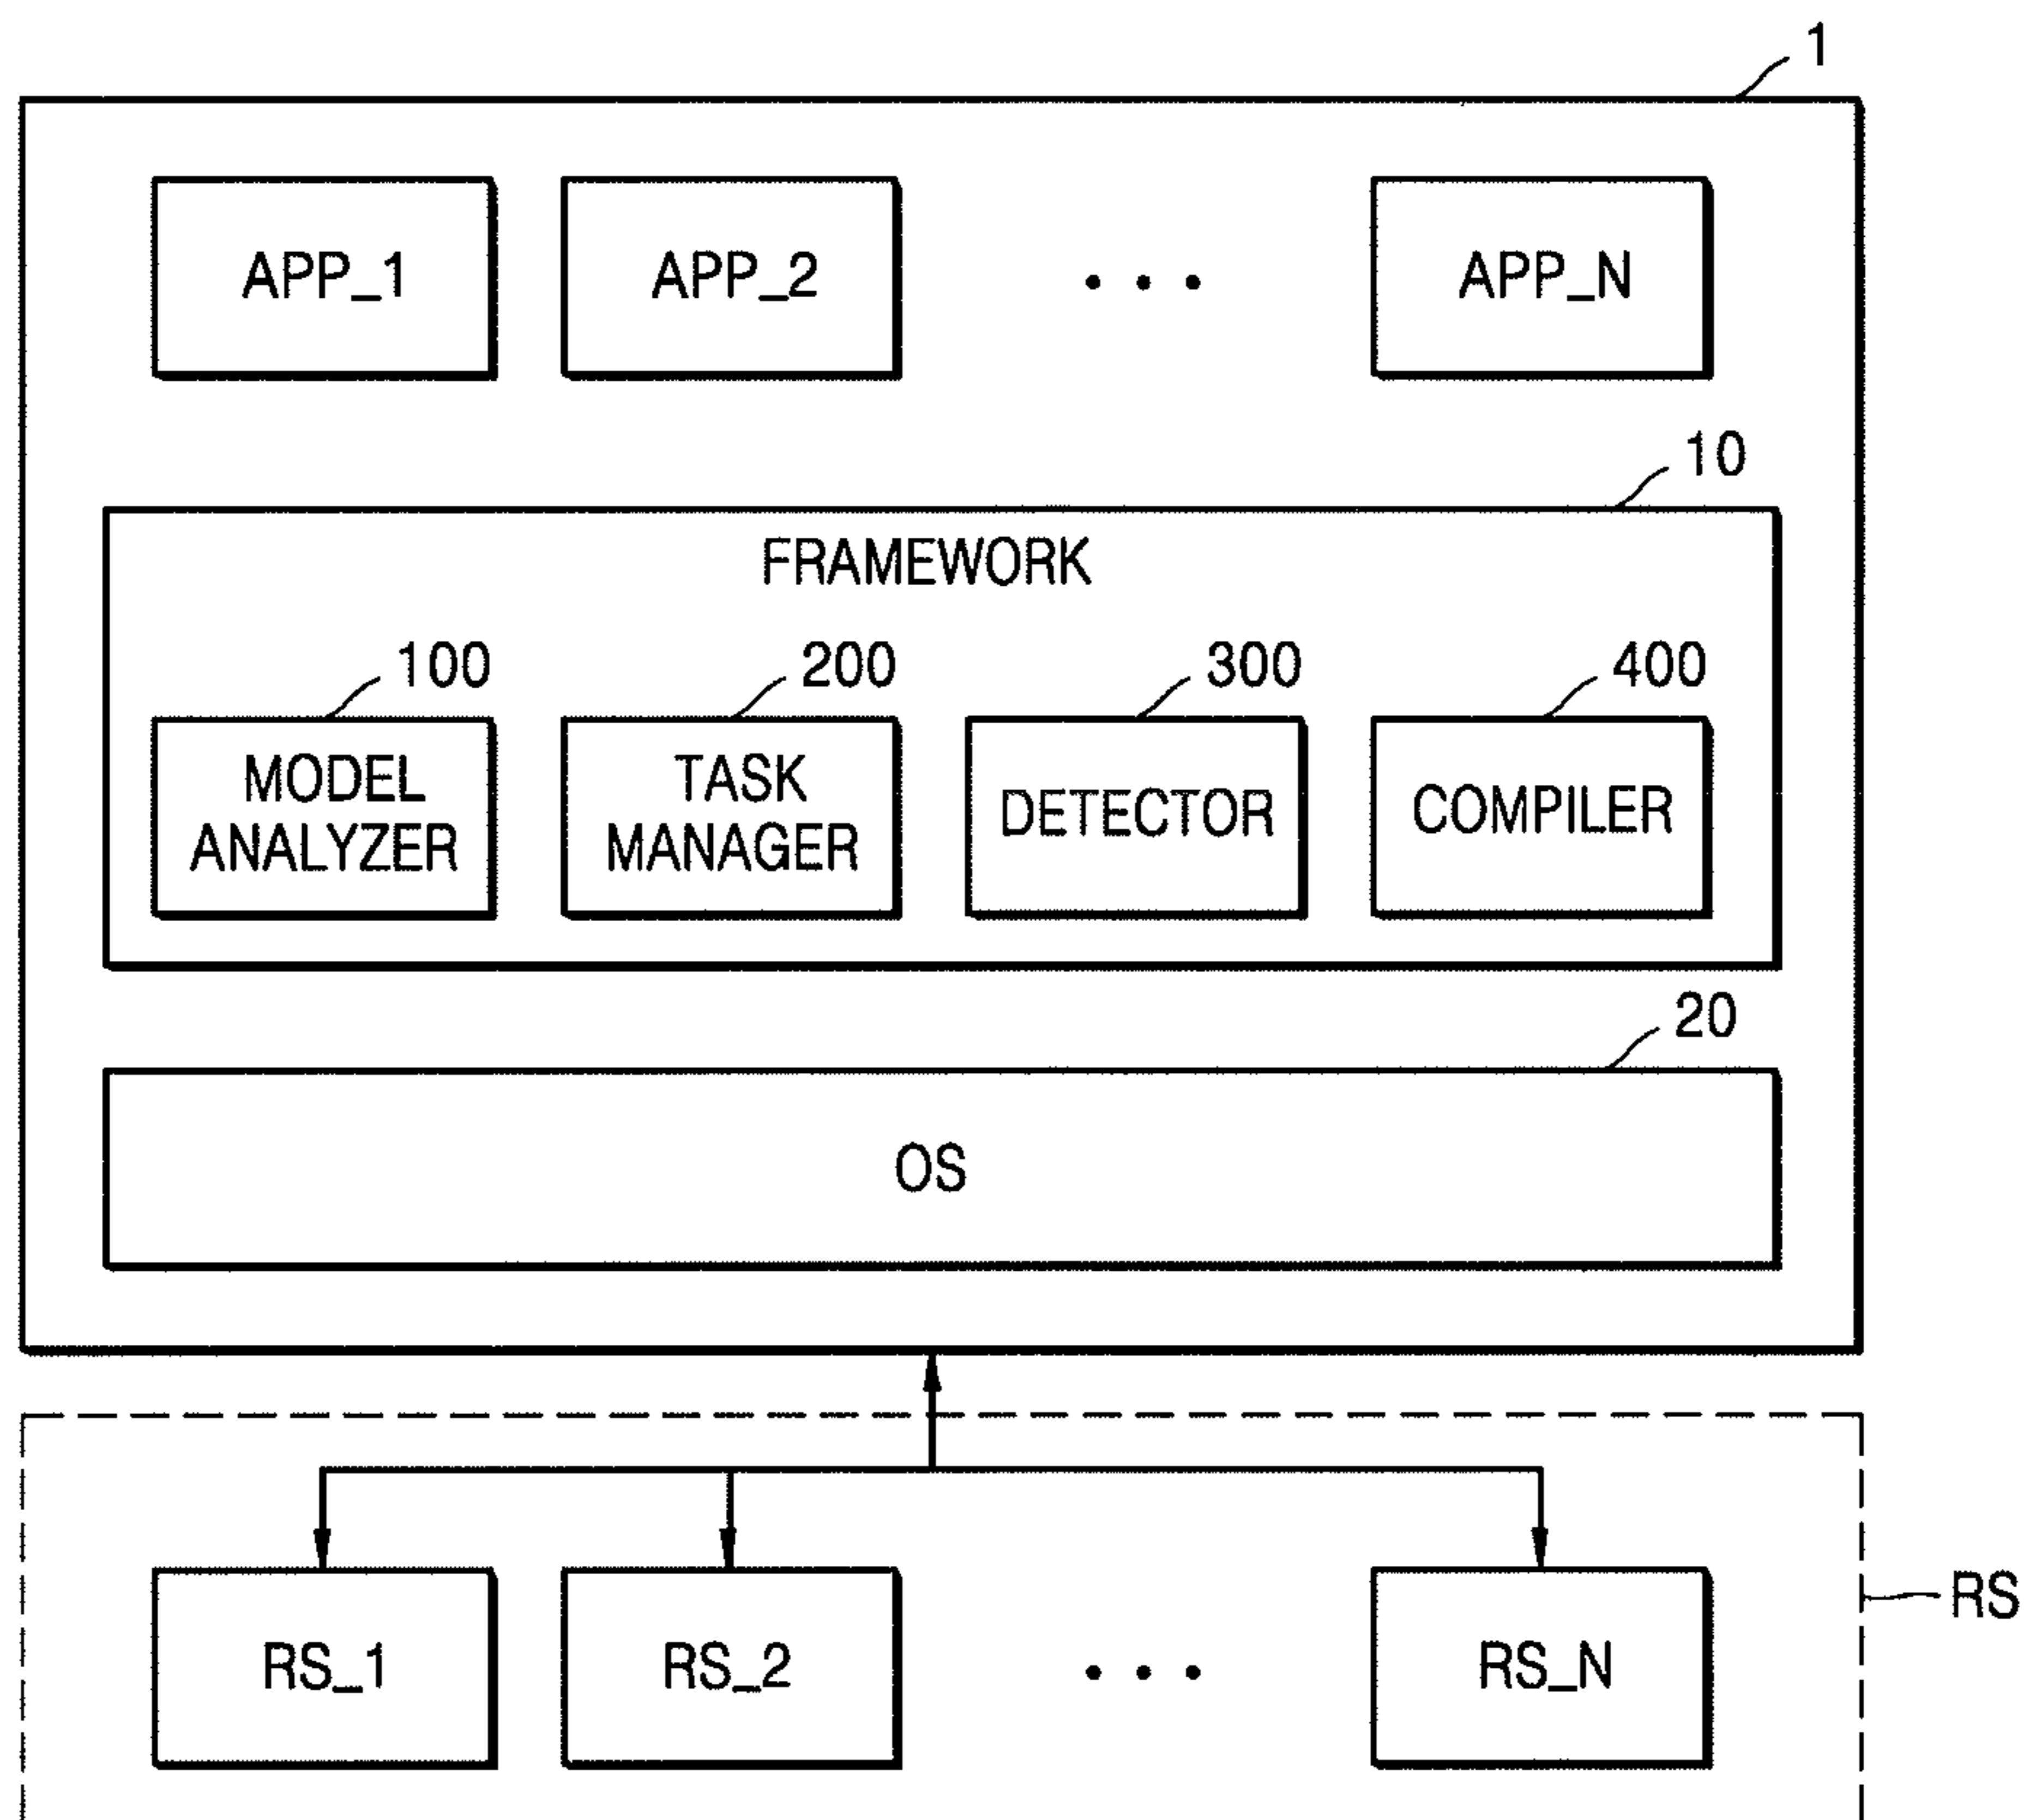 1
APP_1
APP_2
• • •
APP_N
10
FRAMEWORK
100
200
300
400
MODEL
ANALYZER
TASK
MANAGER
DETECTOR
COMPILER
20
OS
RS
RS_1
RS_2
• • •
RS_N